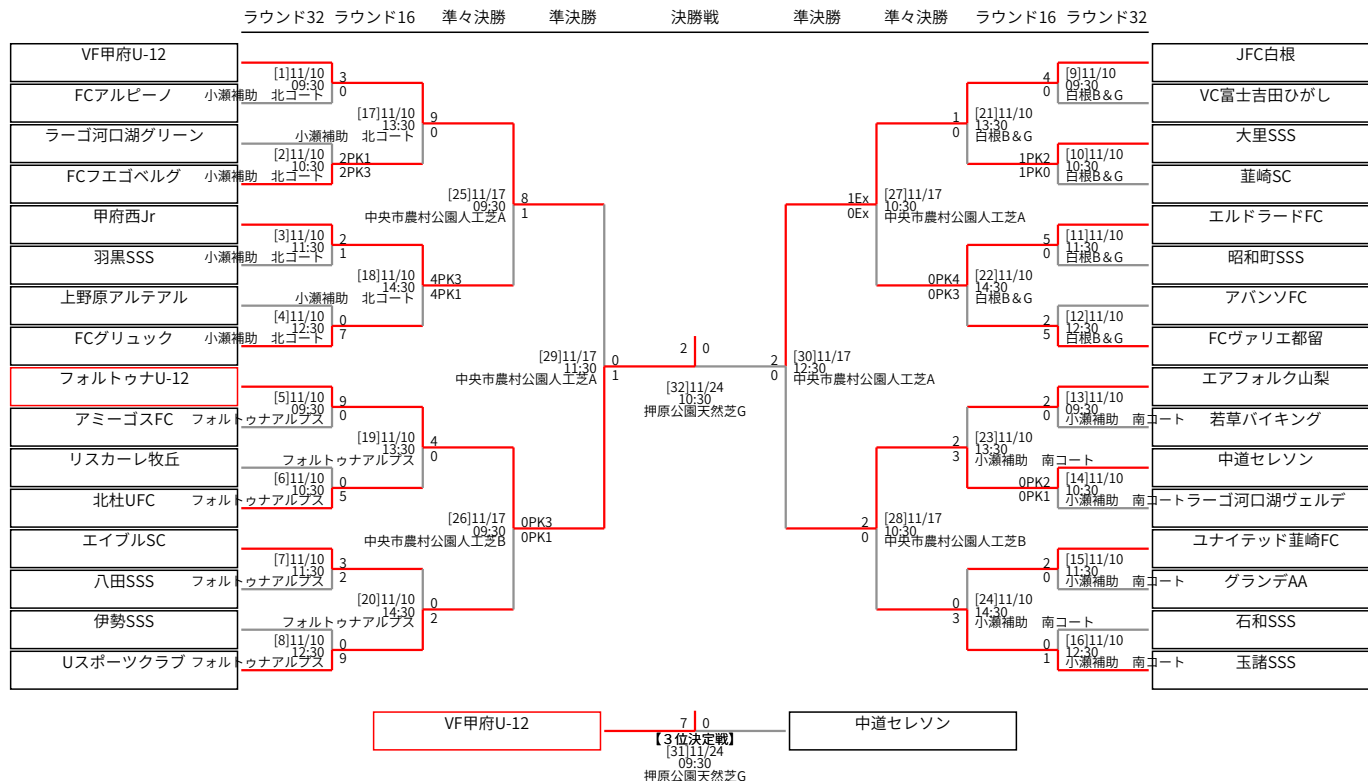 ラウンド32 ラウンド16 準々決勝 準決勝 決勝戦 準決勝 準々決勝 ラウンド16 ラウンド32
VF甲府U-12
FCアルピーノ
ラーゴ河口湖グリーン
FCフエゴベルグ
甲府西Jr
羽黒SSS
上野原アルテアル
FCグリュック
フォルトゥナU-12
アミーゴスFC
リスカーレ牧丘
北杜UFC
エイブルSC
八田SSS
伊勢SSS
Uスポーツクラブ
[1]11/10
09:30
小瀬補助 北コート
3
0
[2]11/10
10:30
小瀬補助 北コート
2PK1
2PK3
[3]11/10
11:30
小瀬補助 北コート
2
1
[4]11/10
12:30
小瀬補助 北コート
0
7
[5]11/10
09:30
フォルトゥナアルプス
9
0
[6]11/10
10:30
フォルトゥナアルプス
0
5
[7]11/10
11:30
フォルトゥナアルプス
3
2
[8]11/10
12:30
フォルトゥナアルプス
0
9
[17]11/10
13:30
小瀬補助 北コート
9
0
[18]11/10
14:30
小瀬補助 北コート
4PK3
4PK1
[19]11/10
13:30
フォルトゥナアルプス
4
0
[20]11/10
14:30
フォルトゥナアルプス
0
2
[25]11/17
09:30
中央市農村公園人工芝A
8
1
[26]11/17
09:30
中央市農村公園人工芝B
0PK3
0PK1
[29]11/17
11:30
中央市農村公園人工芝A
0
1
2 0
[32]11/24
10:30
押原公園天然芝G
2
0
[30]11/17
12:30
中央市農村公園人工芝A
1Ex
0Ex
[27]11/17
10:30
中央市農村公園人工芝A
2
0
[28]11/17
10:30
中央市農村公園人工芝B
1
0
[21]11/10
13:30
白根B&G
0PK4
0PK3
[22]11/10
14:30
白根B&G
2
3
[23]11/10
13:30
小瀬補助 南コート
0
3
[24]11/10
14:30
小瀬補助 南コート
4
0
[9]11/10
09:30
白根B&G
1PK2
1PK0
[10]11/10
10:30
白根B&G
5
0
[11]11/10
11:30
白根B&G
2
5
[12]11/10
12:30
白根B&G
2
0
[13]11/10
09:30
小瀬補助 南コート
0PK2
0PK1
[14]11/10
10:30
小瀬補助 南コート
2
0
[15]11/10
11:30
小瀬補助 南コート
0
1
[16]11/10
12:30
小瀬補助 南コート
JFC白根
VC富士吉田ひがし
大里SSS
韮崎SC
エルドラードFC
昭和町SSS
アバンソFC
FCヴァリエ都留
エアフォルク山梨
若草バイキング
中道セレソン
ラーゴ河口湖ヴェルデ
ユナイテッド韮崎FC
グランデAA
石和SSS
玉諸SSS
VF甲府U-12
7 0
中道セレソン
【3位決定戦】
[31]11/24
09:30
押原公園天然芝G